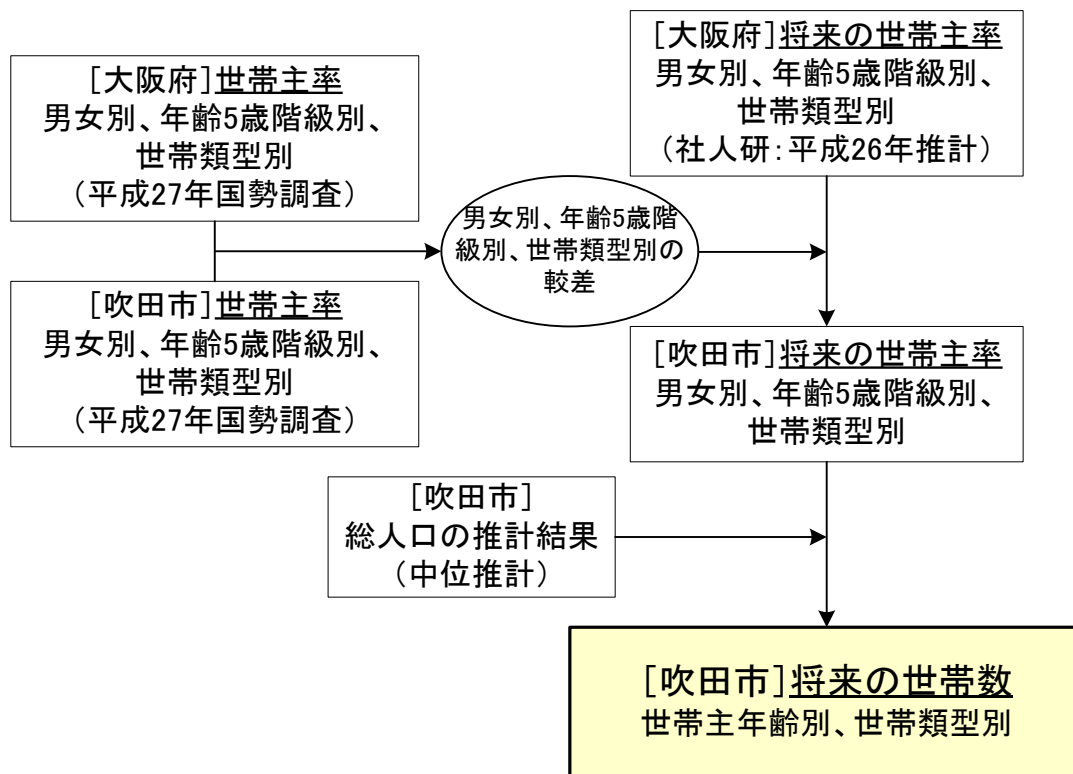 [大阪府]世帯主率
男女別、年齢5歳階級別、
世帯類型別
（平成27年国勢調査）
[大阪府]将来の世帯主率
男女別、年齢5歳階級別、
世帯類型別
（社人研：平成26年推計）
男女別、年齢5歳階
級別、世帯類型別の
較差
[吹田市]世帯主率
男女別、年齢5歳階級別、
世帯類型別
（平成27年国勢調査）
[吹田市]将来の世帯主率
男女別、年齢5歳階級別、
世帯類型別
[吹田市]
総人口の推計結果
（中位推計）
[吹田市]将来の世帯数
世帯主年齢別、世帯類型別